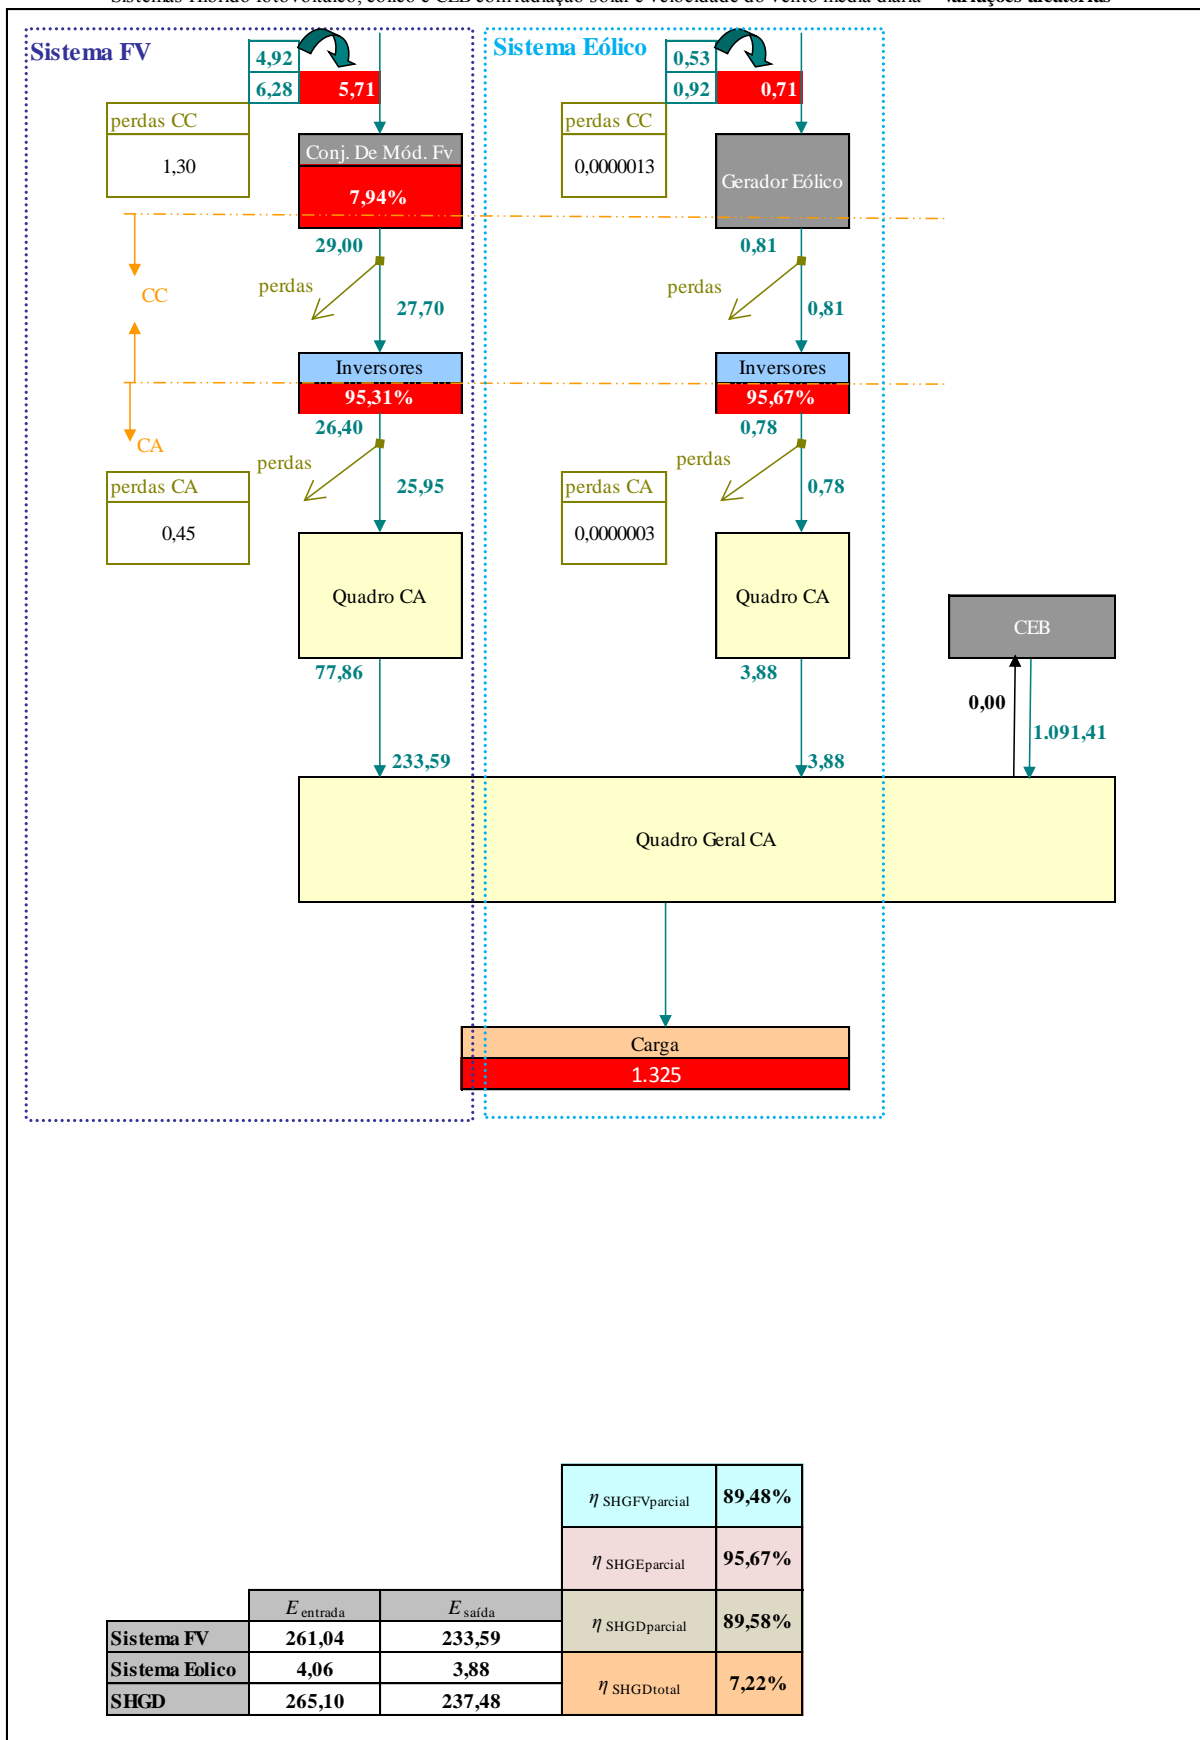 Sistema FV
Sistema Eólico
4,92
6,28
5,71
0,53
0,92
0,71
perdas CC
1,30
perdas CC
0,0000013
Conj. De Mód. Fv
7,94%
Gerador Eólico
29,00
0,81
perdas
perdas
CC
27,70
0,81
Inversores
95,31%
Inversores
95,67%
26,40
0,78
CA
perdas
perdas
perdas CA
0,45
25,95
perdas CA
0,0000003
0,78
Quadro CA
Quadro CA
CEB
77,86
3,88
0,00
1.091,41
233,59
3,88
Quadro Geral CA
Carga
1.325
η SHGFVparcial 89,48%
η SHGEparcial 95,67%
η SHGDparcial 89,58%
η SHGDtotal 7,22%
E entrada E saída
Sistema FV 261,04 233,59
Sistema Eolico 4,06 3,88
SHGD 265,10 237,48